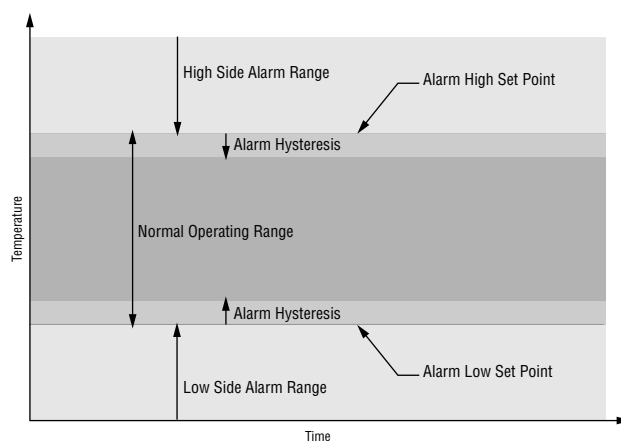 High Side Alarm Range
Alarm High Set Point
Alarm Hysteresis
Normal Operating Range
Temperature
Alarm Hysteresis
Alarm Low Set Point
Low Side Alarm Range
Time